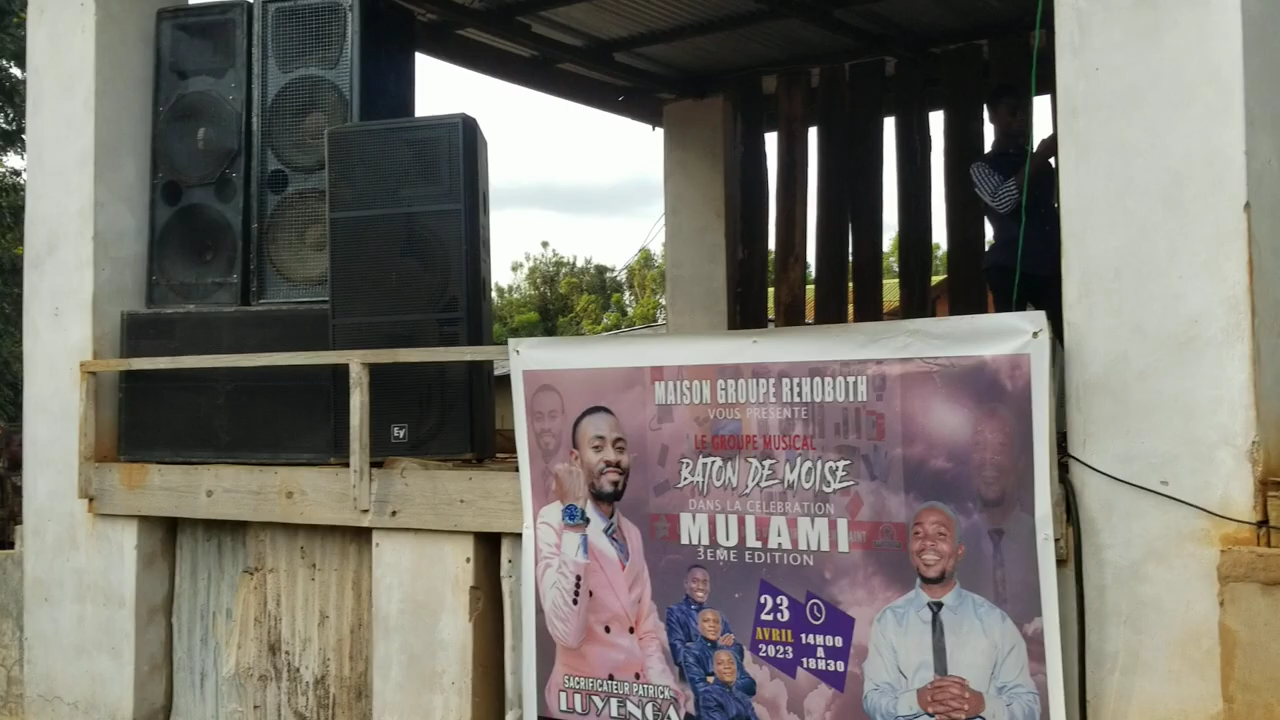 MAISON GROUPE REHOBOTH
VOUS PRESENTE
LE GROUPE MUSICAL
BATON DE MOISE
DANS LA CELEBRATION
MULAMI
3EME EDITION
23
AVRIL
2023
14H00
A
18H30
SACRIFICATEUR PATRICK
LUYENGA
Ey